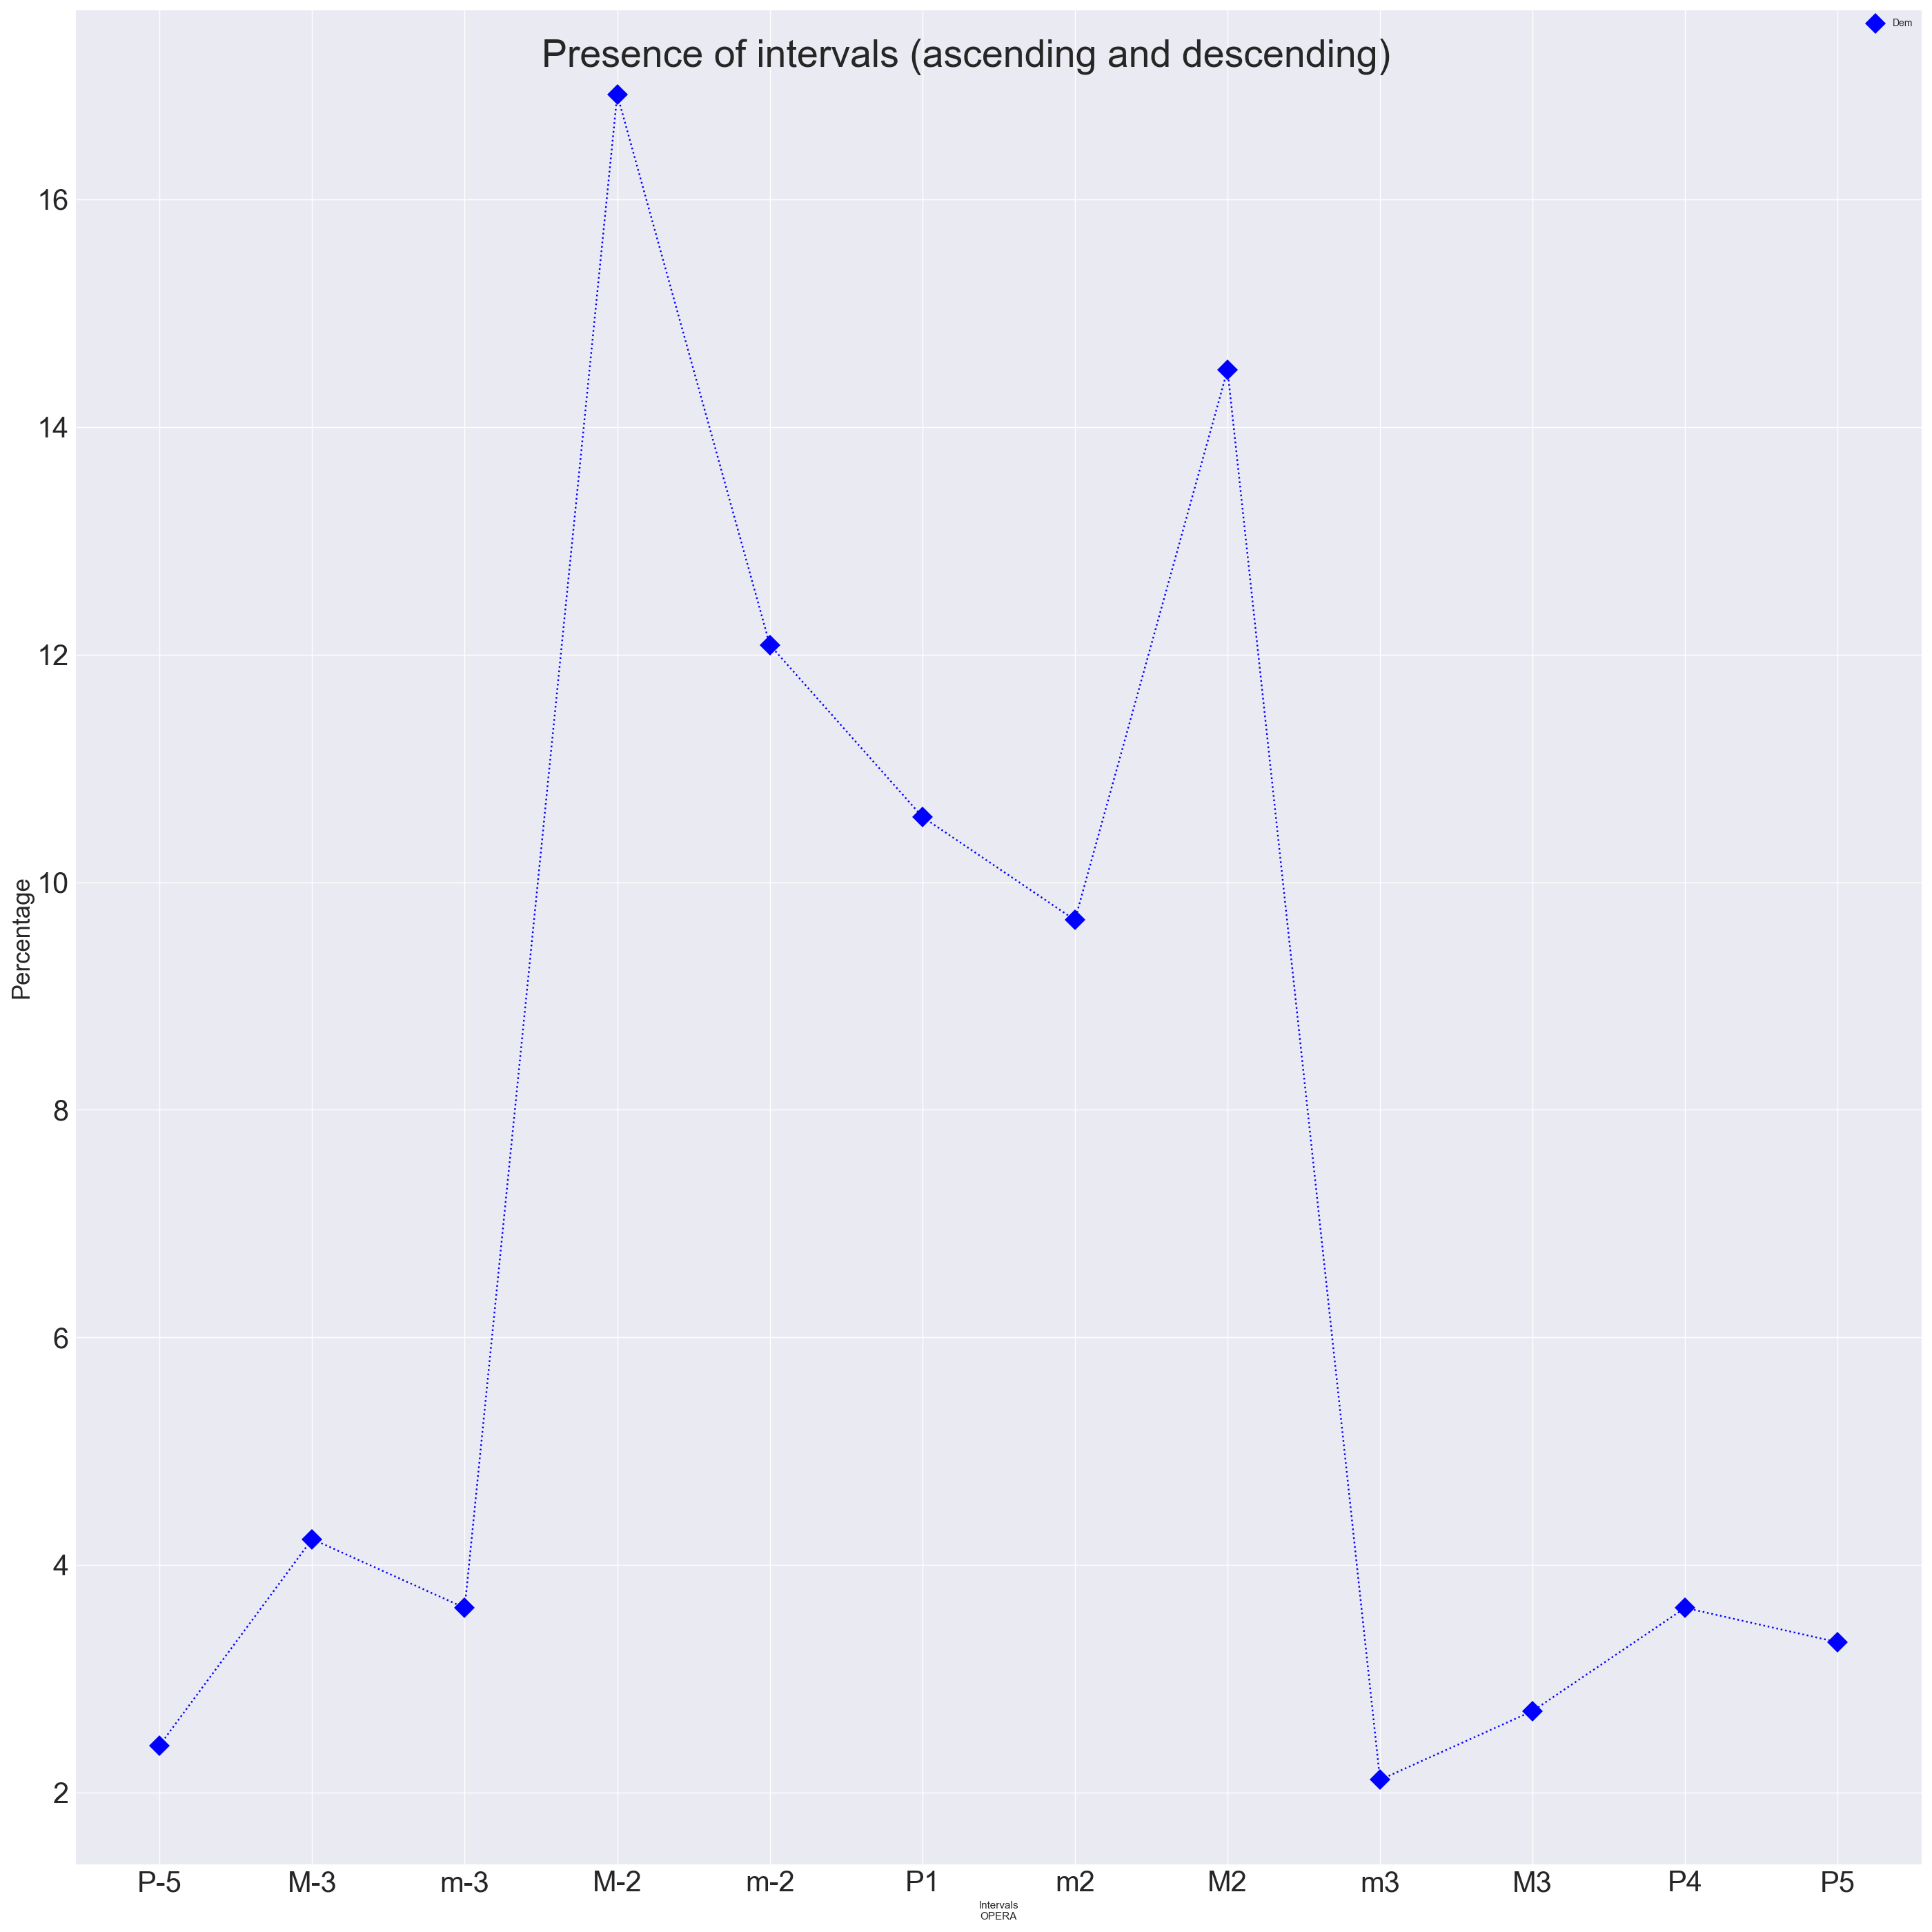 Dem
Presence of intervals (ascending and descending)
16
14
12
10
8
6
4
2
Percentage
P-5 M-3 m-3 M-2 m-2 P1 m2 M2 m3 M3 P4 P5
Intervals
OPERA